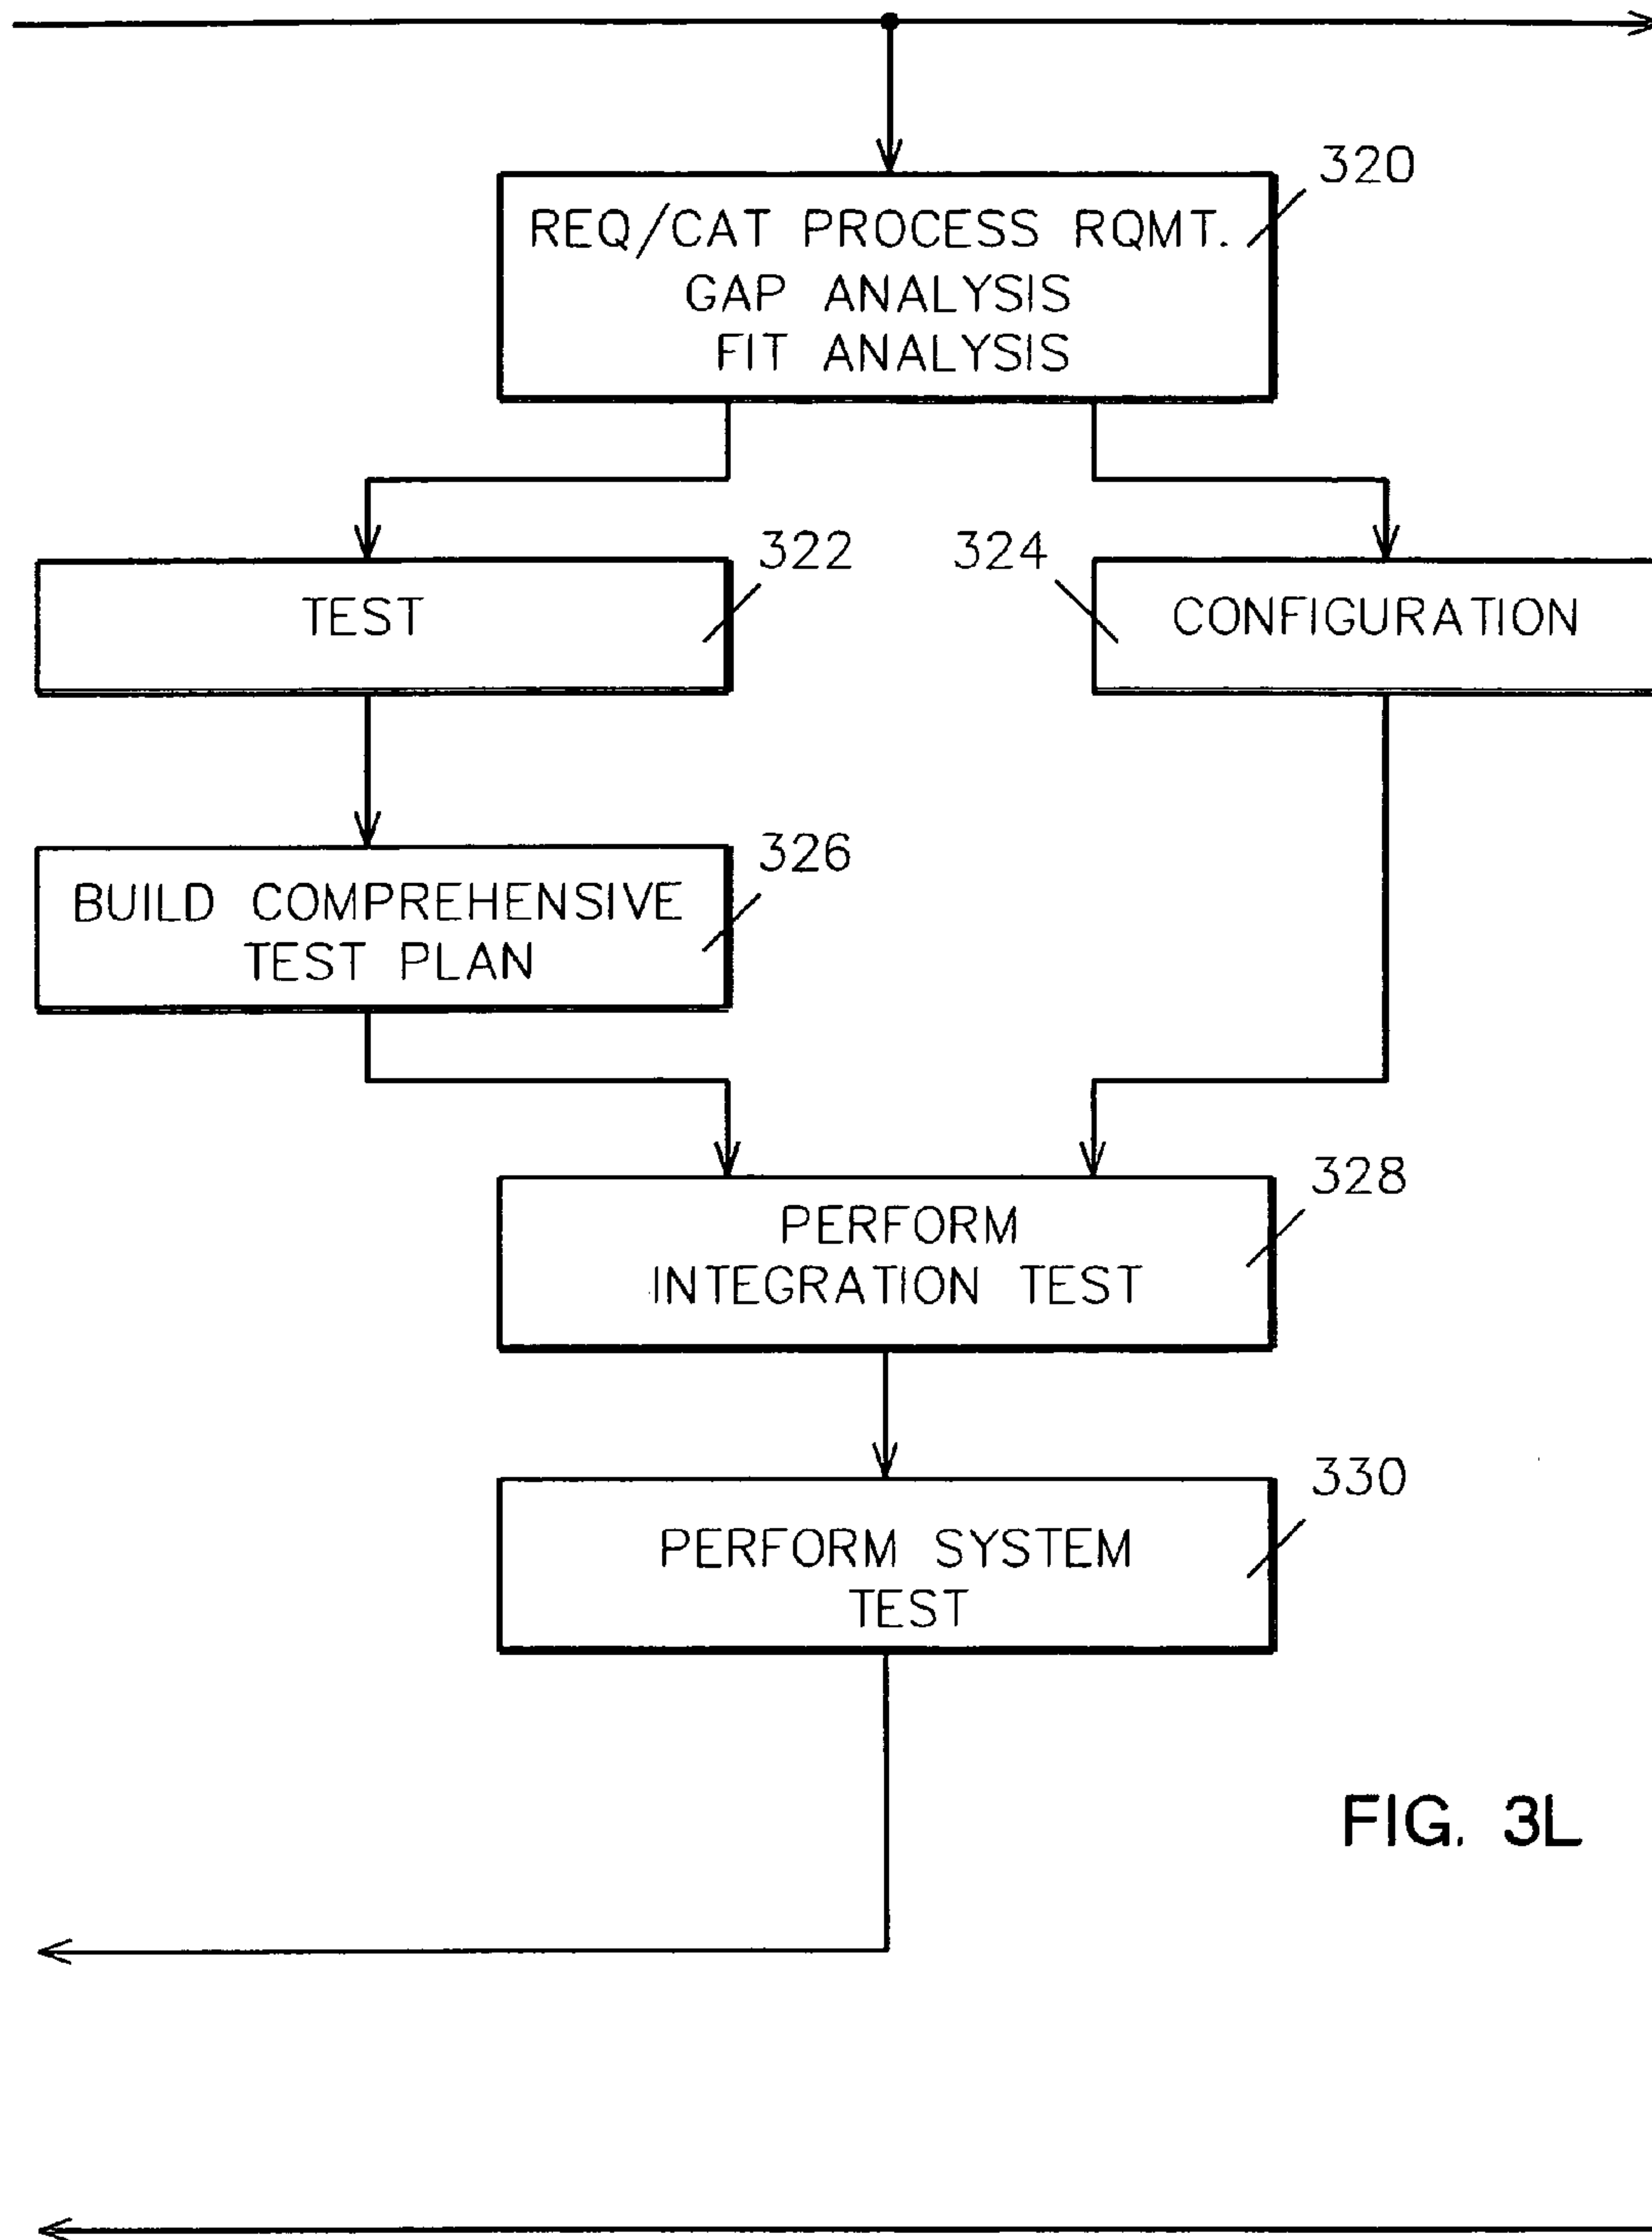 320
REQ/CAT PROCESS RQMT.
GAP ANALYSIS
FIT ANALYSIS
322
324
TEST
CONFIGURATION
326
BUILD COMPREHENSIVE
TEST PLAN
328
PERFORM
INTEGRATION TEST
330
PERFORM SYSTEM
TEST
FIG. 3L